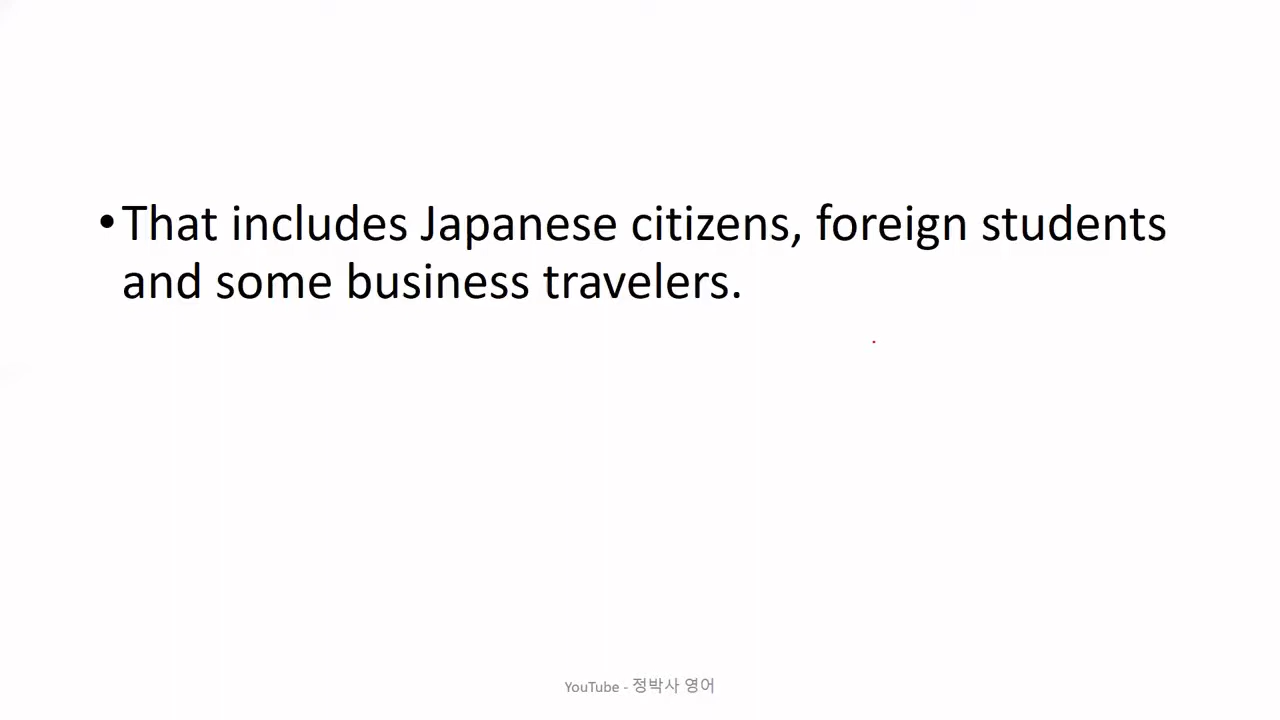 •That includes Japanese citizens, foreign students
and some business travelers.
YouTube - 정박사 영어